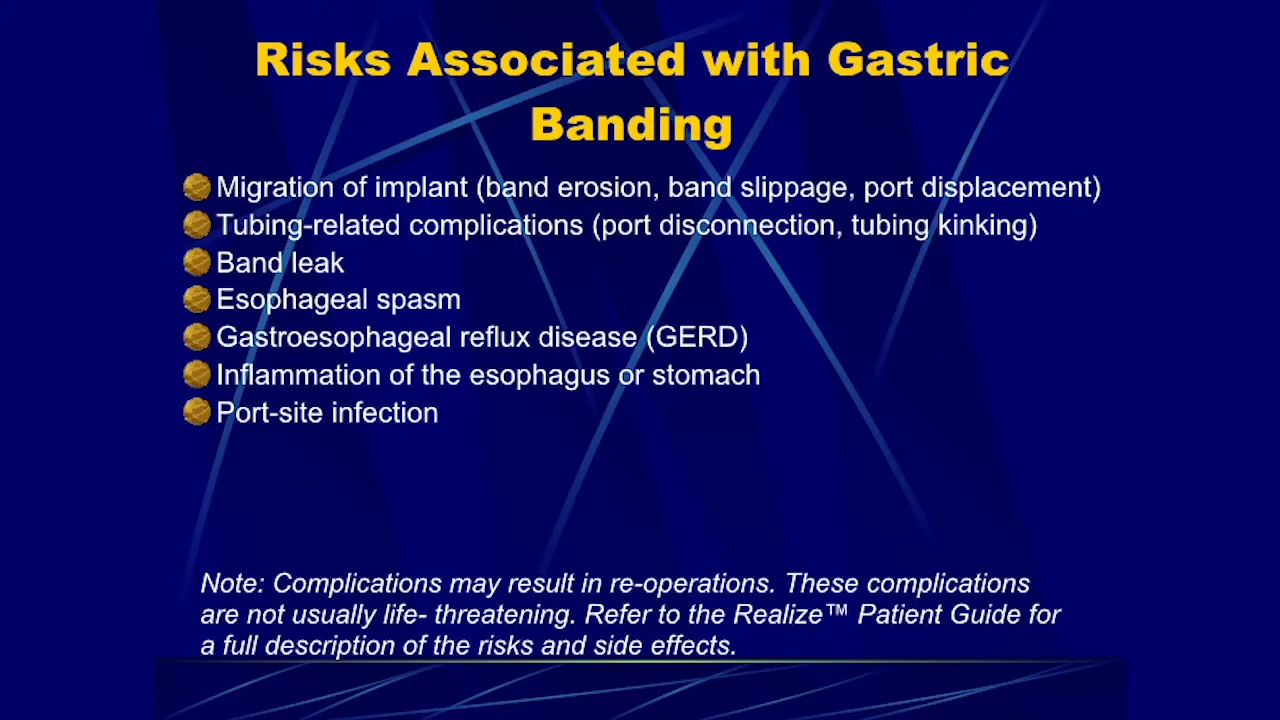 Risks Associated with Gastric
Banding
Migration of implant (band erosion, band slippage, port displacement)
Tubing-related complications (port disconnection, tubing kinking)
Band leak
Esophageal spasm
Gastroesophageal reflux disease (GERD)
Inflammation of the esophagus or stomach
Port-site infection
Note: Complications may result in re-operations. These complications
are not usually life- threatening. Refer to the Realize™ Patient Guide for
a full description of the risks and side effects.